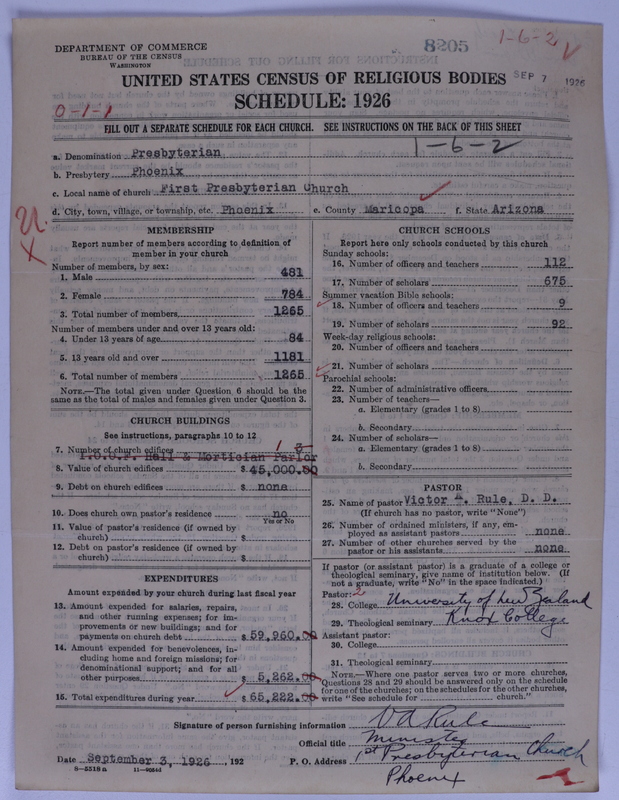 DEPARTMENT OF COMMERCE
BUREAU OF THE CENSUS
WASHINGTON
8205
1-6-2
UNITED STATES CENSUS OF RELIGIOUS BODIES
SEP 7 1926
SCHEDULE: 1926
0-1-1
FILL OUT A SEPARATE SCHEDULE FOR EACH CHURCH. SEE INSTRUCTIONS ON THE BACK OF THIS SHEET
1-6-2
a. Denomination Presbyterian
b. Presbytery Phoenix
c. Local name of church First Presbyterian Church
d. City, town, village, or township, etc. Phoenix e. County Maricopa f. State Arizona
MEMBERSHIP
Report number of members according to definition of
member in your church
Number of members, by sex:
1. Male 481
2. Female 784
3. Total number of members 1265
Number of members under and over 13 years old:
4. Under 13 years of age 84
5. 13 years old and over 1181
6. Total number of members 1265
NOTE.—The total given under Question 6 should be the
same as the total of males and females given under Question 3.
CHURCH BUILDINGS
See instructions, paragraphs 10 to 12
7. Number of church edifices 1 3
I.O.O.F. Hall & Mortician Parlor
8. Value of church edifices $ 45,000.00
9. Debt on church edifices $ none
10. Does church own pastor's residence no
Yes or No
11. Value of pastor's residence (if owned by
church) $
12. Debt on pastor's residence (if owned by
church) $
EXPENDITURES
Amount expended by your church during last fiscal year
13. Amount expended for salaries, repairs,
and other running expenses; for im-
provements or new buildings; and for
payments on church debt $ 59,960.00
14. Amount expended for benevolences, in-
cluding home and foreign missions; for
denominational support; and for all
other purposes $ 5,262.00
15. Total expenditures during year $ 65,222.00
CHURCH SCHOOLS
Report here only schools conducted by this church
Sunday schools:
16. Number of officers and teachers 112
17. Number of scholars 675
Summer vacation Bible schools:
18. Number of officers and teachers 9
19. Number of scholars 92
Week-day religious schools:
20. Number of officers and teachers
21. Number of scholars
Parochial schools:
22. Number of administrative officers
23. Number of teachers—
a. Elementary (grades 1 to 8)
b. Secondary
24. Number of scholars—
a. Elementary (grades 1 to 8)
b. Secondary
PASTOR
25. Name of pastor Victor A. Rule, D. D.
(If church has no pastor, write "None")
26. Number of ordained ministers, if any, em-
ployed as assistant pastors none
27. Number of other churches served by the
pastor or his assistants none
If pastor (or assistant pastor) is a graduate of a college or
theological seminary, give name of institution below. (If
not a graduate, write "No" in the space indicated.)
Pastor: 2
28. College University of New Zealand
29. Theological seminary Knox College
Assistant pastor:
30. College
31. Theological seminary
NOTE.—Where one pastor serves two or more churches,
Questions 28 and 29 should be answered only on the schedule
for one of the churches; on the schedules for the other churches,
write "See schedule for church."
Signature of person furnishing information V A Rule
Official title Minister
Date September 3, 1926, 192 P. O. Address 1st Presbyterian Church
8-5518a 11-9054d
Phoenix